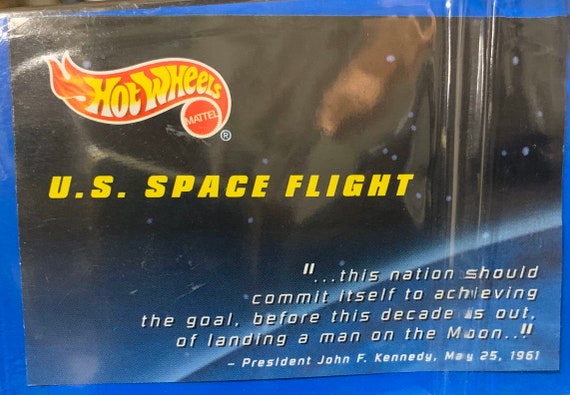 Hot Wheels
MATTEL
®
U.S. SPACE FLIGHT
"...this nation should
commit itself to achieving
the goal, before this decade is out,
of landing a man on the Moon..."
– President John F. Kennedy, May 25, 1961